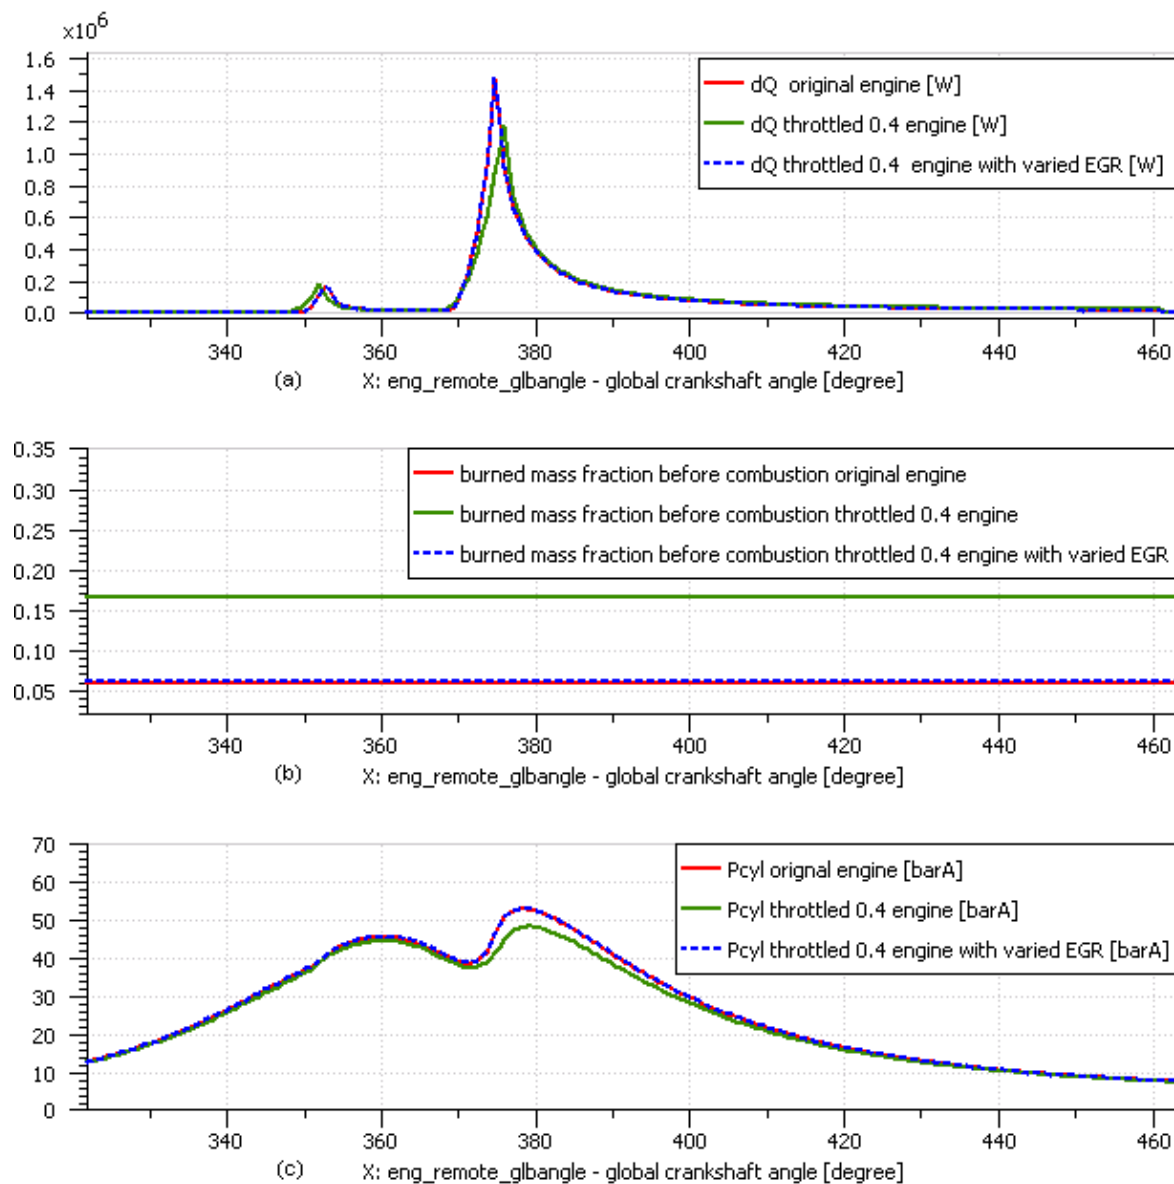 x10⁶
1.6
1.4
1.2
1.0
0.8
0.6
0.4
0.2
0.0
dQ original engine [W]
dQ throttled 0.4 engine [W]
dQ throttled 0.4 engine with varied EGR [W]
340 360 380 400 420 440 460
(a) X: eng_remote_glbangle - global crankshaft angle [degree]
0.35
0.30
0.25
0.20
0.15
0.10
0.05
burned mass fraction before combustion original engine
burned mass fraction before combustion throttled 0.4 engine
burned mass fraction before combustion throttled 0.4 engine with varied EGR
340 360 380 400 420 440 460
(b) X: eng_remote_glbangle - global crankshaft angle [degree]
70
60
50
40
30
20
10
0
Pcyl orignal engine [barA]
Pcyl throttled 0.4 engine [barA]
Pcyl throttled 0.4 engine with varied EGR [barA]
340 360 380 400 420 440 460
(c) X: eng_remote_glbangle - global crankshaft angle [degree]